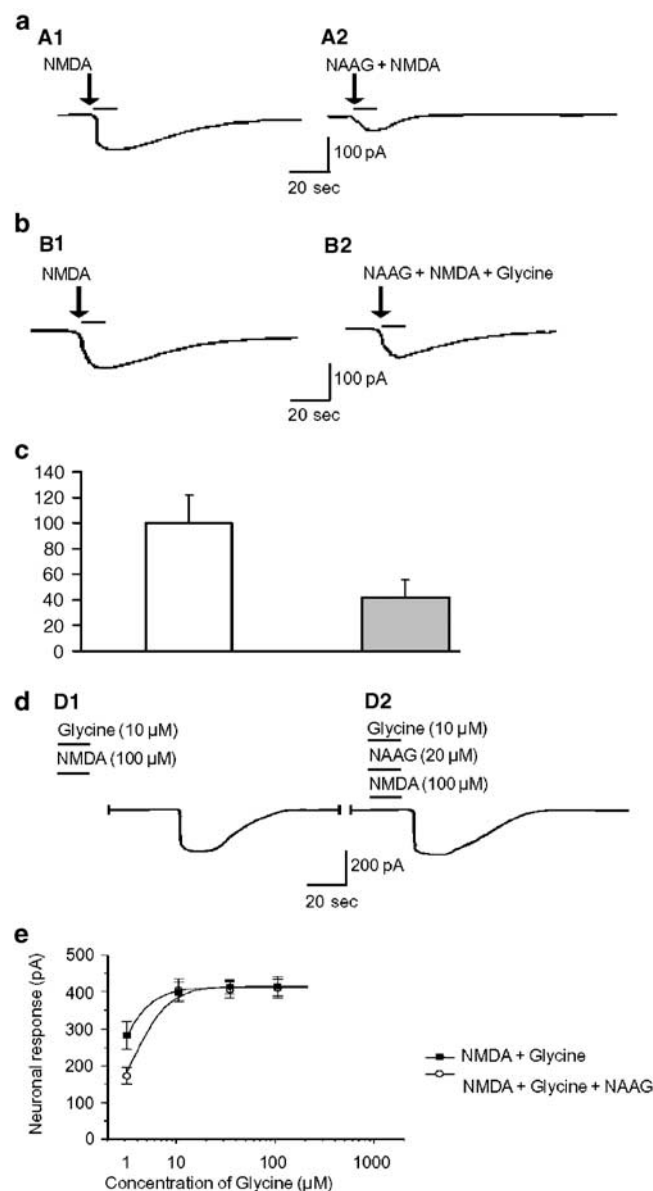 a
A1 A2
NMDA NAAG + NMDA
100 pA
20 sec
b
B1 B2
NMDA NAAG + NMDA + Glycine
100 pA
20 sec 20 sec
c
140
120
100
80
60
40
20
0
d D1 D2
Glycine (10 µM) Glycine (10 µM)
NMDA (100 µM) NAAG (20 µM)
NMDA (100 µM)
200 pA
20 sec
e
500
400
300
200
100
0
Neuronal response (pA)
1 10 100 1000
Concentration of Glycine (µM)
NMDA + Glycine
NMDA + Glycine + NAAG